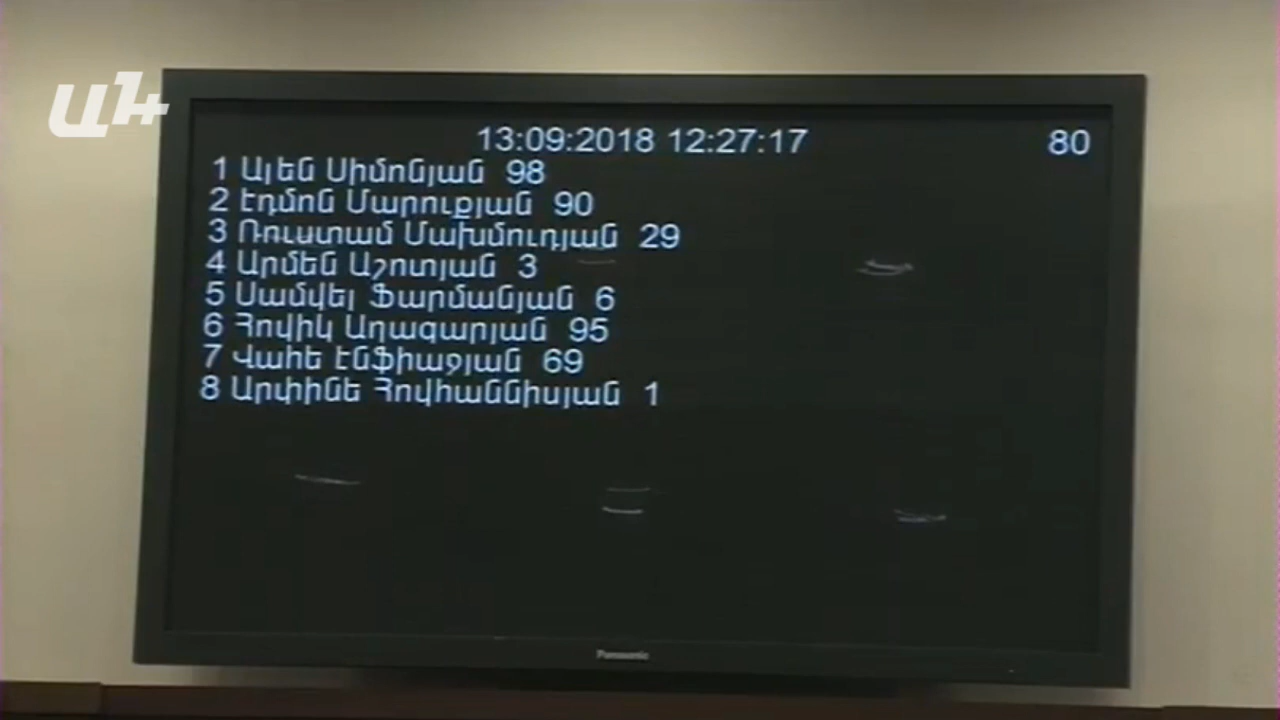 ա1+
13:09:2018 12:27:17 80
1 Ալեն Սիմոնյան 98
2 Էդմոն Մարուքյան 90
3 Ռուստամ Մախմուդյան 29
4 Արմեն Աշոտյան 3
5 Սամվել Ֆարմանյան 6
6 Հովիկ Աղազարյան 95
7 Վահե Էնֆիաջյան 69
8 Արփինե Հովհաննիսյան 1
Panasonic